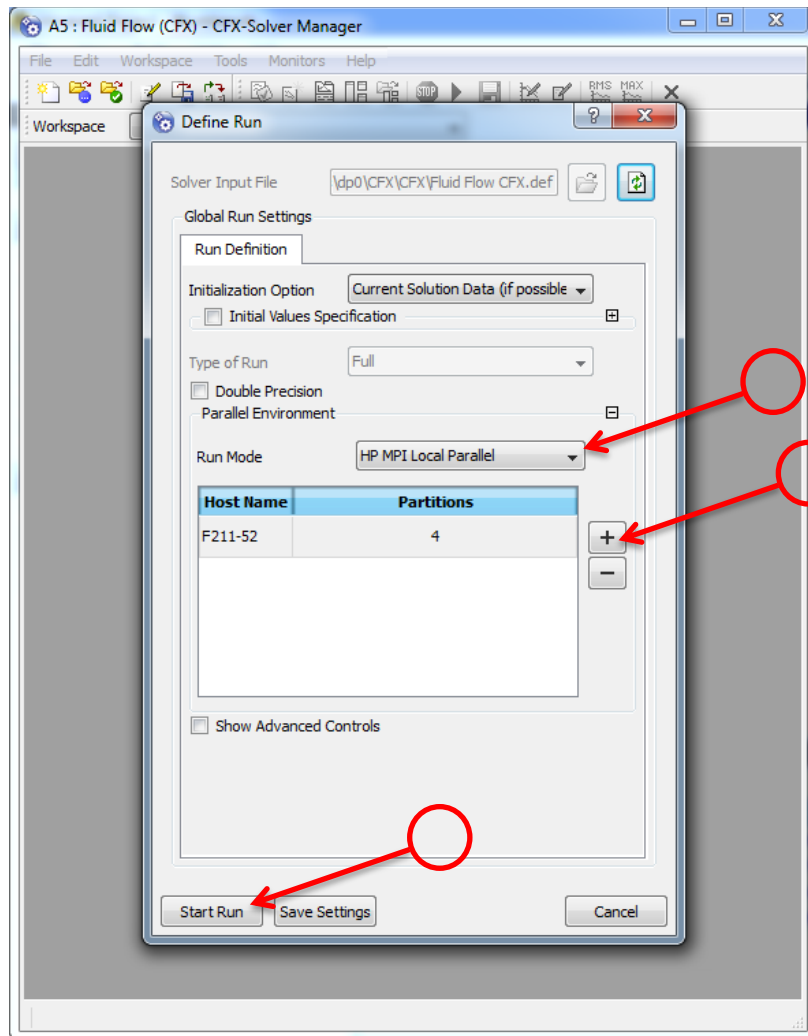 A5 : Fluid Flow (CFX) - CFX-Solver Manager
File Edit Workspace Tools Monitors Help
STOP RMS MAX
Workspace
Define Run
Solver Input File \dp0\CFX\CFX\Fluid Flow CFX.def
Global Run Settings
Run Definition
Initialization Option Current Solution Data (if possible
Initial Values Specification
Type of Run Full
Double Precision
Parallel Environment
Run Mode HP MPI Local Parallel
Host Name Partitions
F211-52 4
+
−
Show Advanced Controls
Start Run Save Settings Cancel